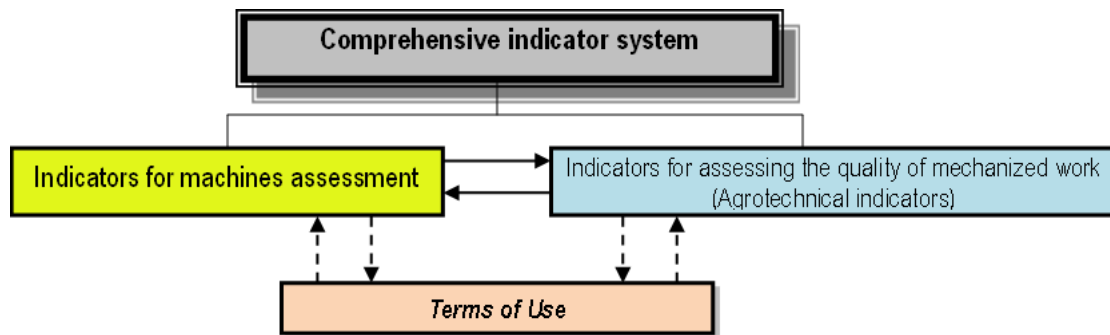 Comprehensive indicator system
Indicators for machines assessment
Indicators for assessing the quality of mechanized work
(Agrotechnical indicators)
Terms of Use